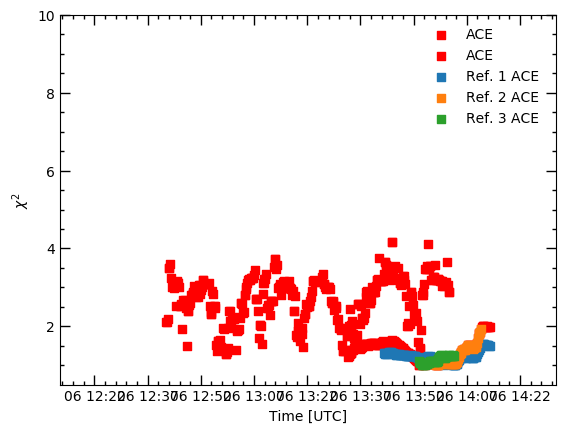 ACE
ACE
Ref. 1 ACE
Ref. 2 ACE
Ref. 3 ACE
10
8
6
4
2
χ²
06 12:22 06 12:37 06 12:52 06 13:07 06 13:22 06 13:37 06 13:52 06 14:07 06 14:22
Time [UTC]